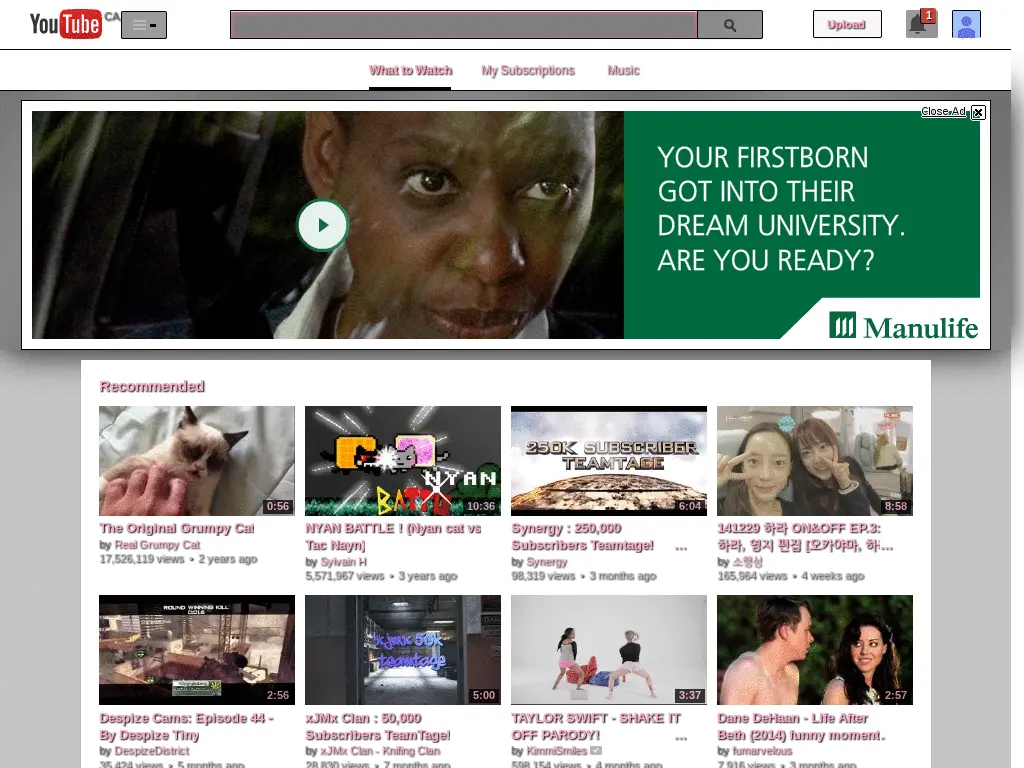 YouTube CA
Upload
1
What to Watch My Subscriptions Music
Close Ad
YOUR FIRSTBORN
GOT INTO THEIR
DREAM UNIVERSITY.
ARE YOU READY?
Manulife
Recommended
0:56
NYAN
BATTLE
10:36
250K SUBSCRIBER
TEAMTAGE
6:04
8:58
The Original Grumpy Cat
by Real Grumpy Cat
17,526,119 views • 2 years ago
NYAN BATTLE ! (Nyan cat vs
Tac Nayn)
by Sylvain H
5,571,967 views • 3 years ago
Synergy : 250,000
Subscribers Teamtage! ...
by Synergy
98,319 views • 3 months ago
141229 하라 ON&OFF EP.3:
하라, 영지 편집 [오카야마, 하...
by 소행성
165,964 views • 4 weeks ago
ROUND WINNING KILL
2:56
xjmx 50k
teamtage
5:00
3:37
2:57
Despize Cams: Episode 44 -
By Despize Tiny
by DespizeDistrict
35,424 views • 5 months ago
xJMx Clan : 50,000
Subscribers TeamTage!
by xJMx Clan - Knifing Clan
28,830 views • 7 months ago
TAYLOR SWIFT - SHAKE IT
OFF PARODY! ...
by KimmiSmiles
598,154 views • 4 months ago
Dane DeHaan - Life After
Beth (2014) funny moment.
by fumarvelous
7,916 views • 3 months ago